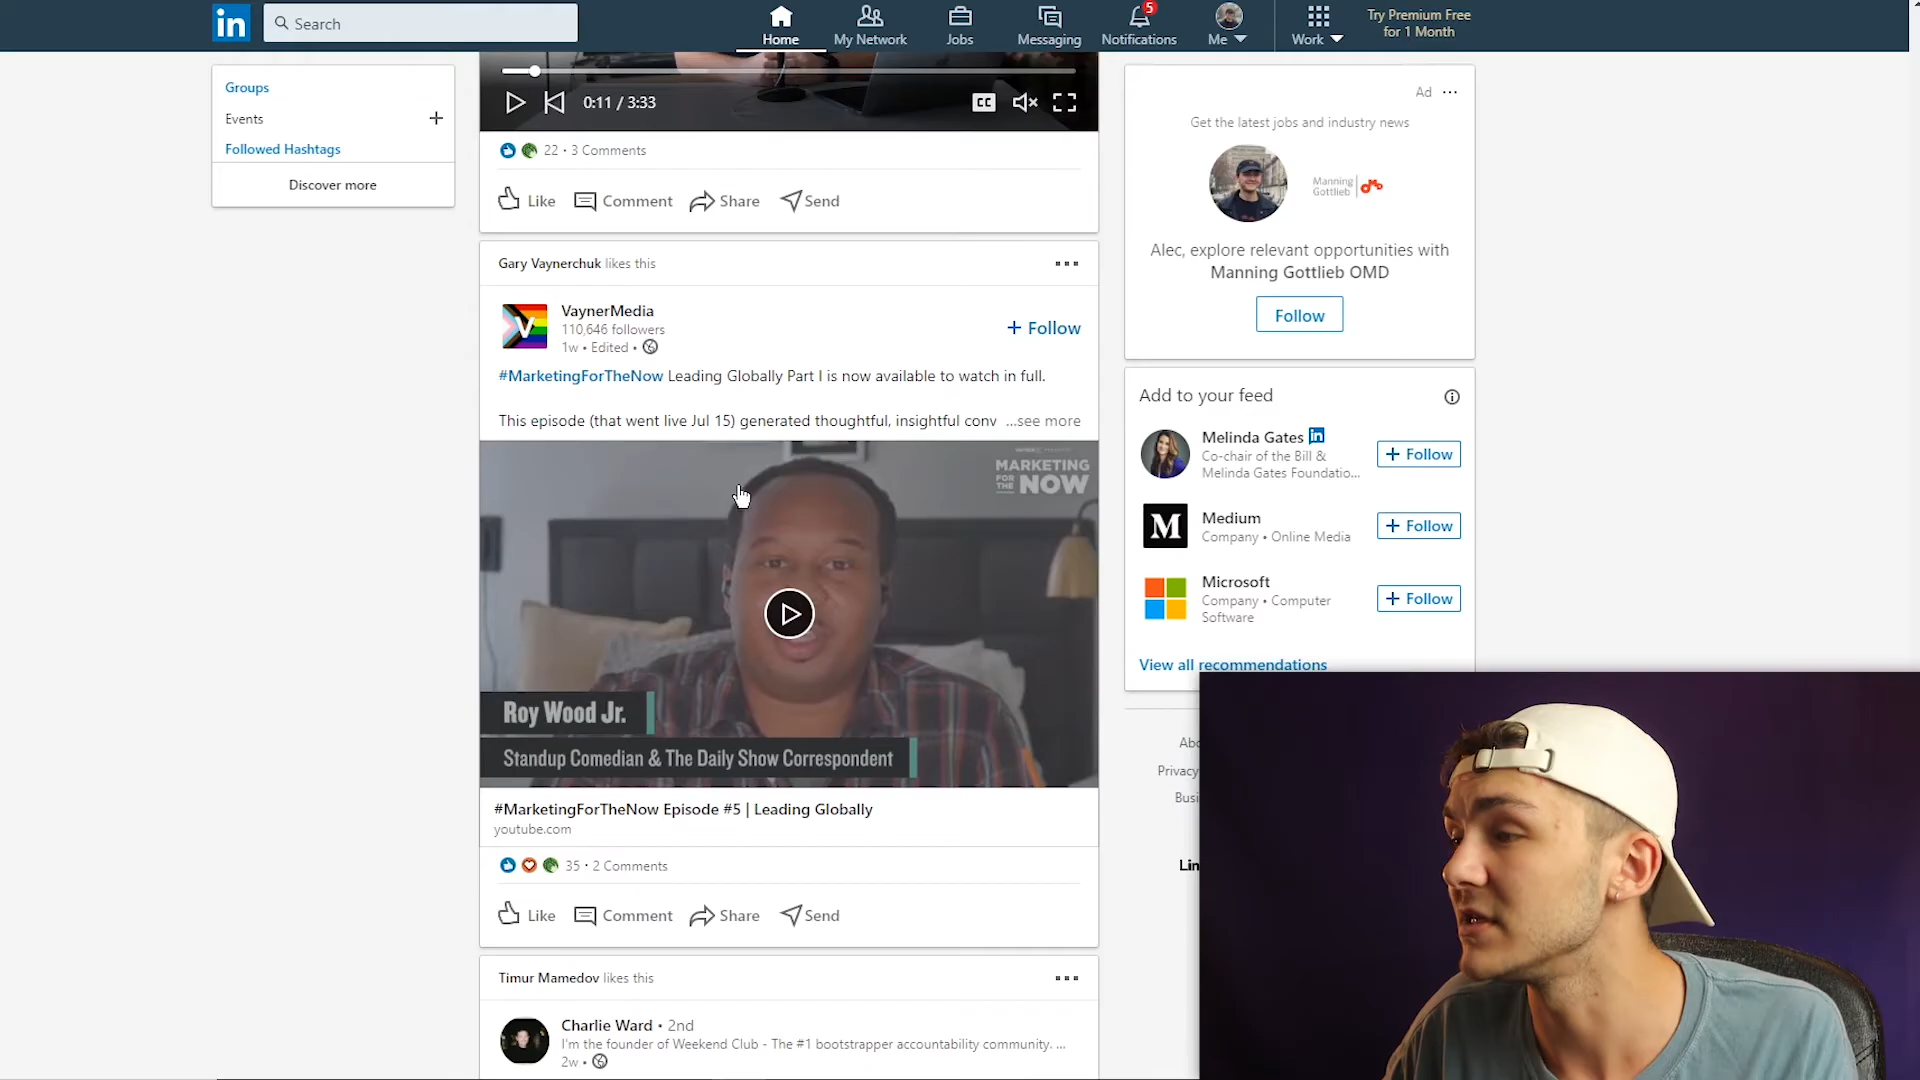 in
Search
Home
My Network
Jobs
Messaging
5
Notifications
Me
Work
Try Premium Free
for 1 Month
Groups
Events
Followed Hashtags
Discover more
0:11 / 3:33
CC
22 · 3 Comments
Like
Comment
Share
Send
Gary Vaynerchuk likes this
V
VaynerMedia
110,646 followers
1w • Edited •
+ Follow
#MarketingForTheNow Leading Globally Part I is now available to watch in full.
This episode (that went live Jul 15) generated thoughtful, insightful conv ...see more
MARKETING
FOR THE NOW
Roy Wood Jr.
Standup Comedian & The Daily Show Correspondent
#MarketingForTheNow Episode #5 | Leading Globally
youtube.com
35 · 2 Comments
Like
Comment
Share
Send
Timur Mamedov likes this
Charlie Ward • 2nd
I'm the founder of Weekend Club - The #1 bootstrapper accountability community. ...
2w •
Ad
Get the latest jobs and industry news
Manning
Gottlieb
Alec, explore relevant opportunities with
Manning Gottlieb OMD
Follow
Add to your feed
Melinda Gates in
Co-chair of the Bill &
Melinda Gates Foundatio...
+ Follow
M
Medium
Company • Online Media
+ Follow
Microsoft
Company • Computer
Software
+ Follow
View all recommendations
Abo
Privacy
Busi
Lin